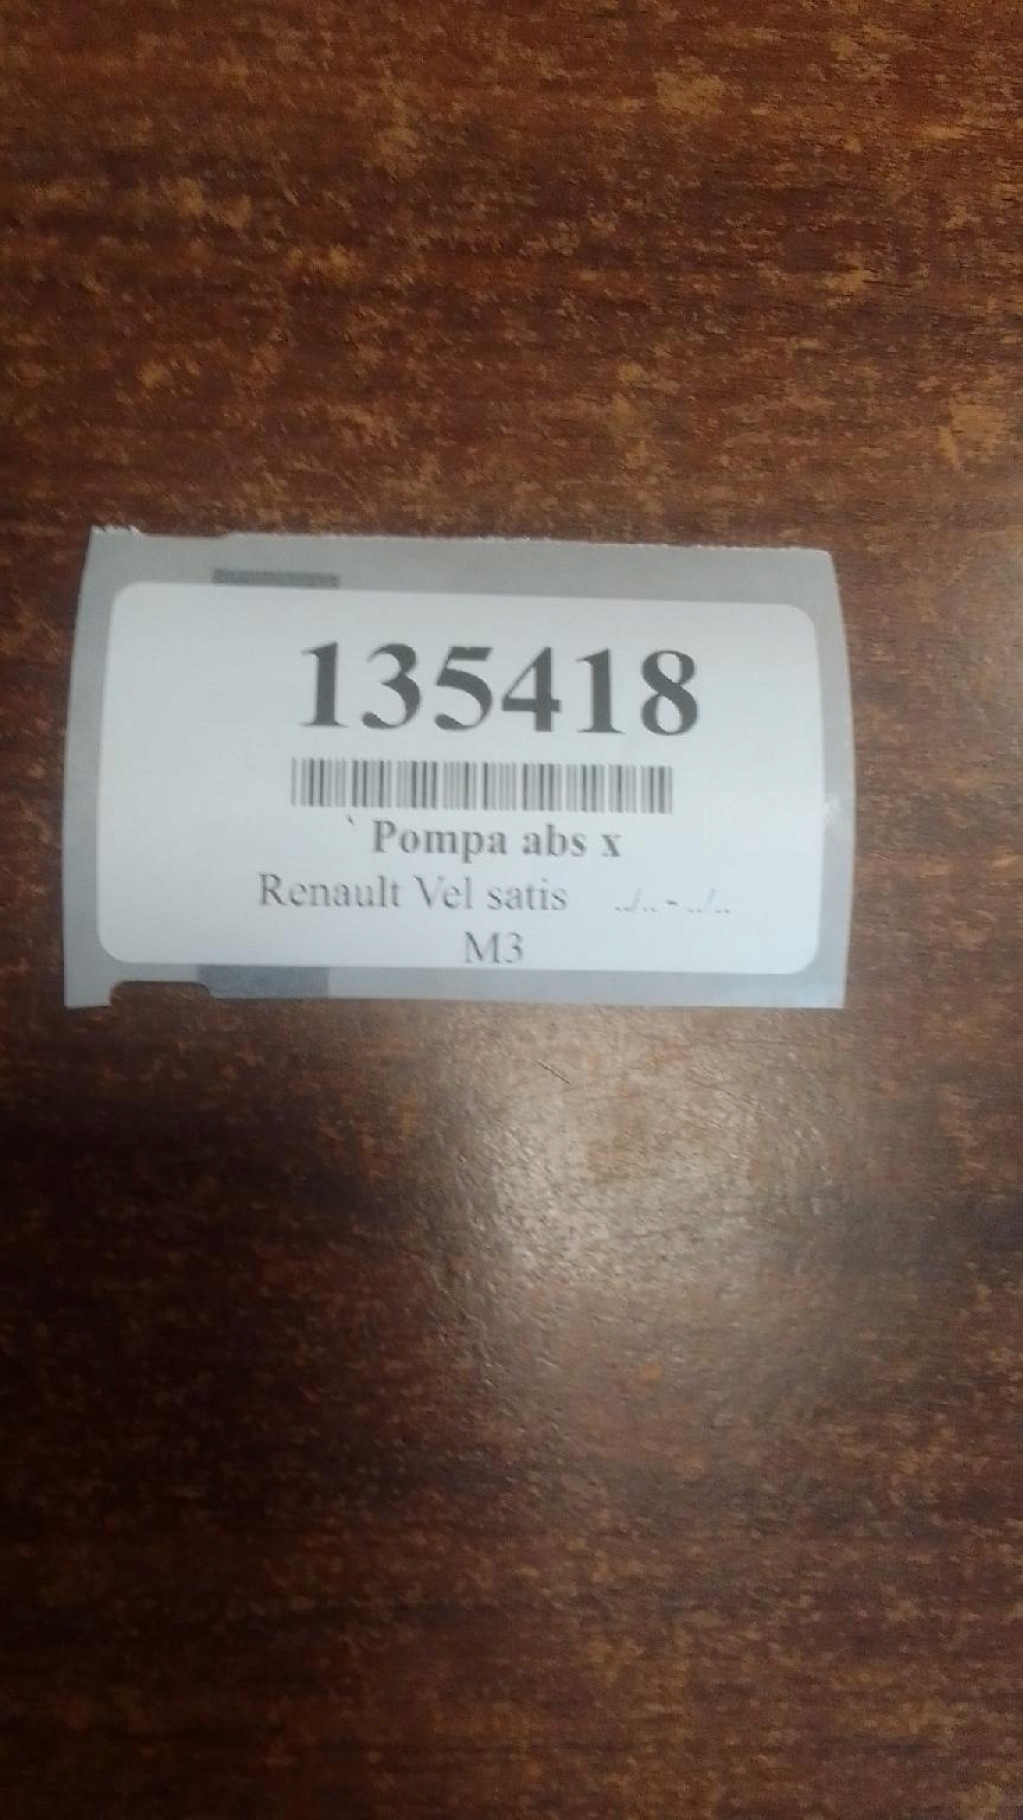 135418
` Pompa abs x
Renault Vel satis ../.. - ../..
M3